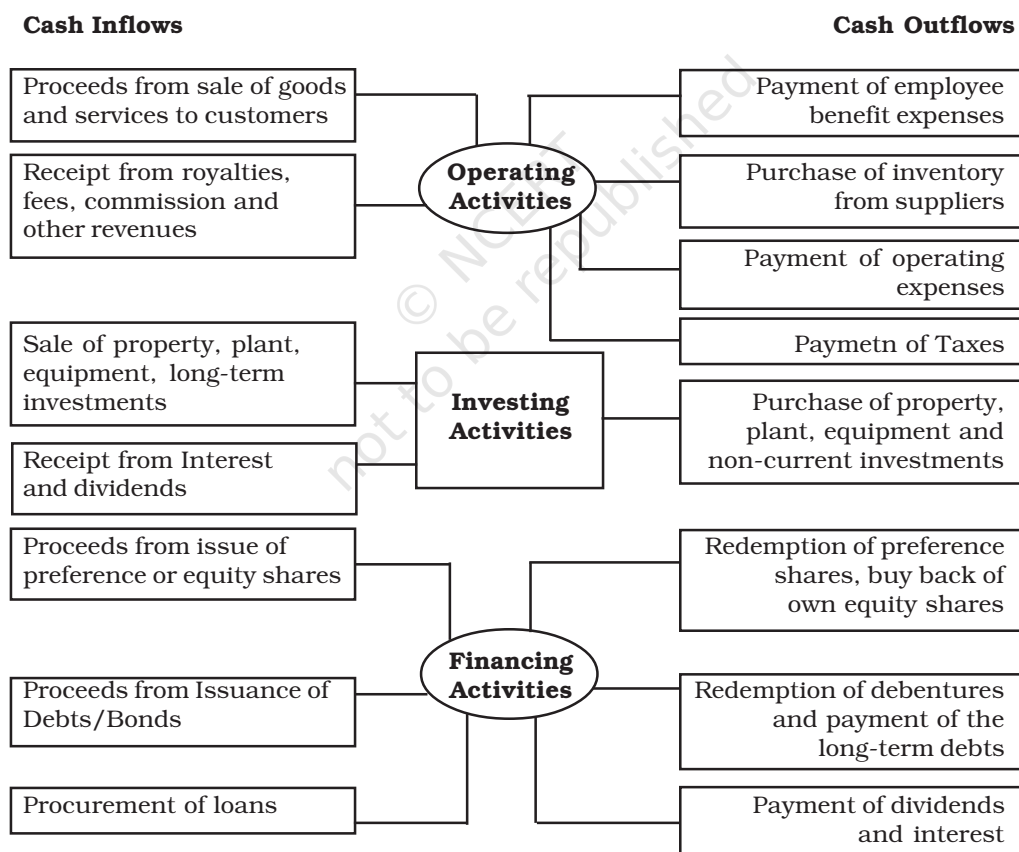 Cash Inflows
Cash Outflows
Proceeds from sale of goods
and services to customers
Receipt from royalties,
fees, commission and
other revenues
Operating
Activities
Payment of employee
benefit expenses
Purchase of inventory
from suppliers
Payment of operating
expenses
Paymetn of Taxes
Sale of property, plant,
equipment, long-term
investments
Receipt from Interest
and dividends
Investing
Activities
Purchase of property,
plant, equipment and
non-current investments
Proceeds from issue of
preference or equity shares
Proceeds from Issuance of
Debts/Bonds
Procurement of loans
Financing
Activities
Redemption of preference
shares, buy back of
own equity shares
Redemption of debentures
and payment of the
long-term debts
Payment of dividends
and interest
© NCERT
not to be republished